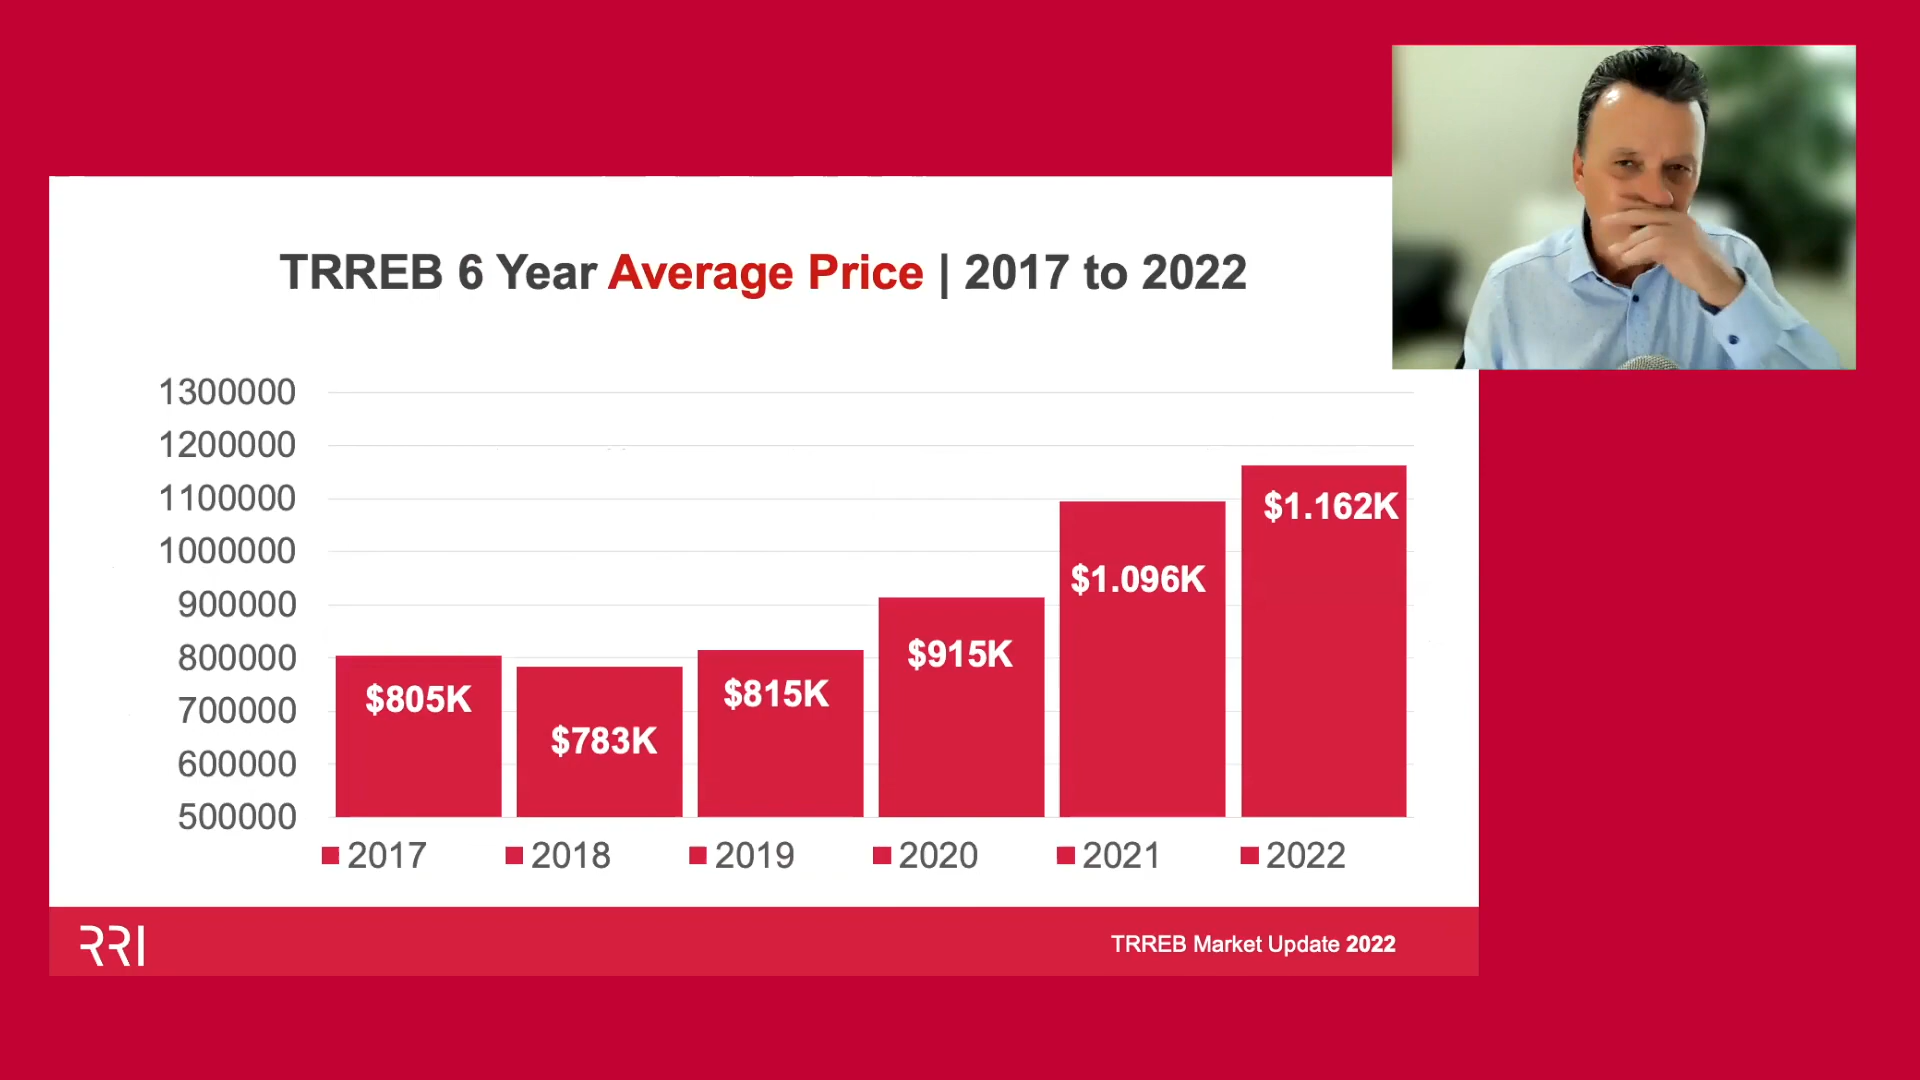 TRREB 6 Year Average Price | 2017 to 2022
1300000
1200000
1100000
1000000
900000
800000
700000
600000
500000
$805K
$783K
$815K
$915K
$1.096K
$1.162K
2017 2018 2019 2020 2021 2022
RRI
TRREB Market Update 2022